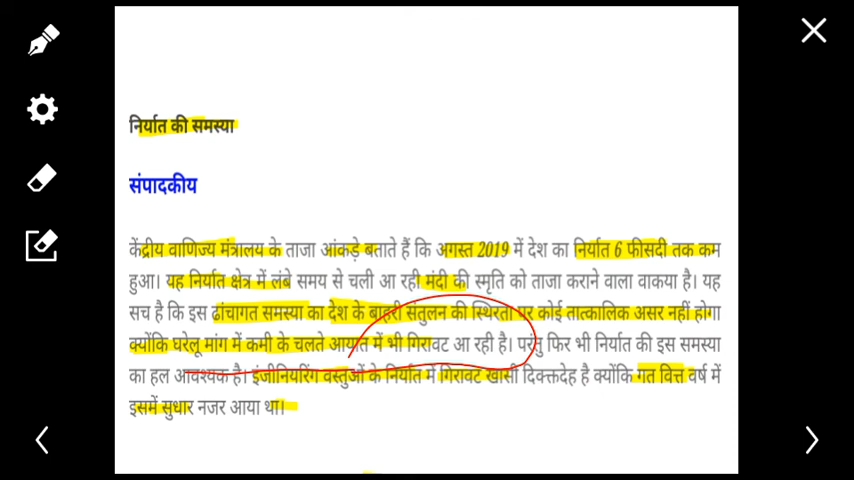 निर्यात की समस्या
संपादकीय
केंद्रीय वाणिज्य मंत्रालय के ताजा आंकड़े बताते हैं कि अगस्त 2019 में देश का निर्यात 6 फीसदी तक कम
हुआ। यह निर्यात क्षेत्र में लंबे समय से चली आ रही मंदी की स्मृति को ताजा कराने वाला वाकया है। यह
सच है कि इस ढांचागत समस्या का देश के बाहरी संतुलन की स्थिरता पर कोई तात्कालिक असर नहीं होगा
क्योंकि घरेलू मांग में कमी के चलते आयात में भी गिरावट आ रही है। परंतु फिर भी निर्यात की इस समस्या
का हल आवश्यक है। इंजीनियरिंग वस्तुओं के निर्यात में गिरावट खासी दिक्कतदेह है क्योंकि गत वित्त वर्ष में
इसमें सुधार नजर आया था।